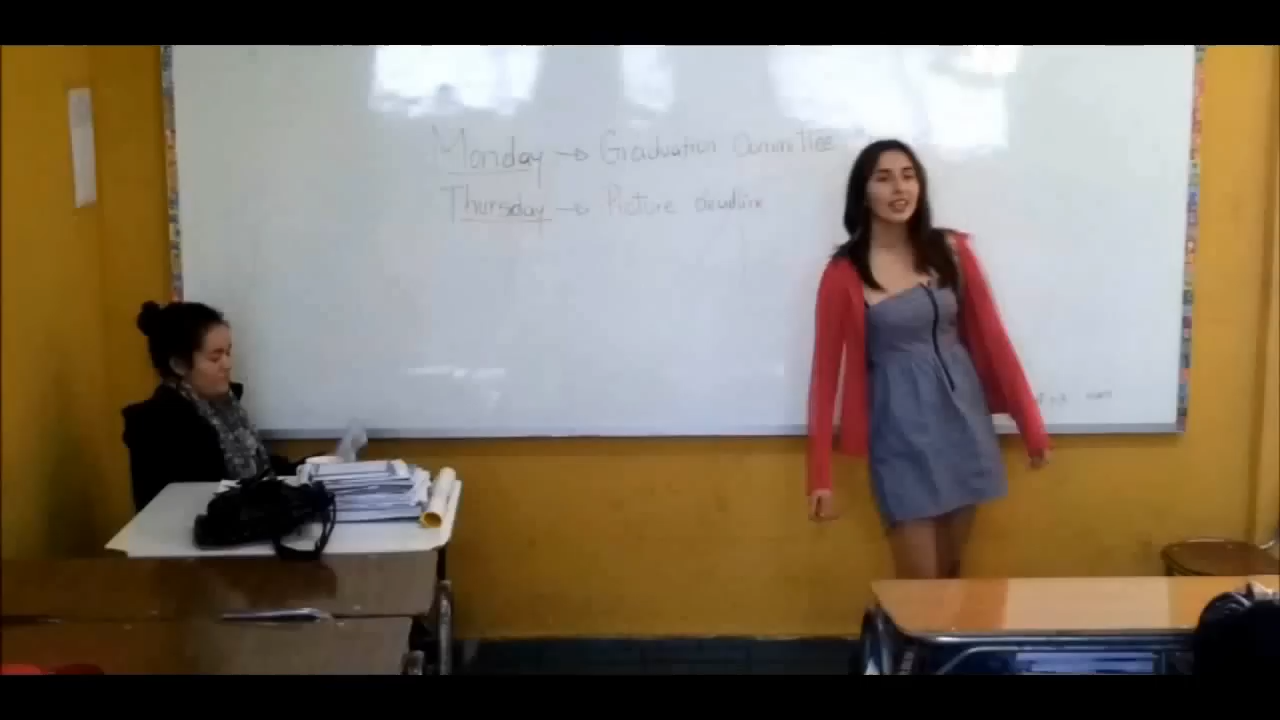 Monday → Graduation Committee
Thursday → Picture deadline